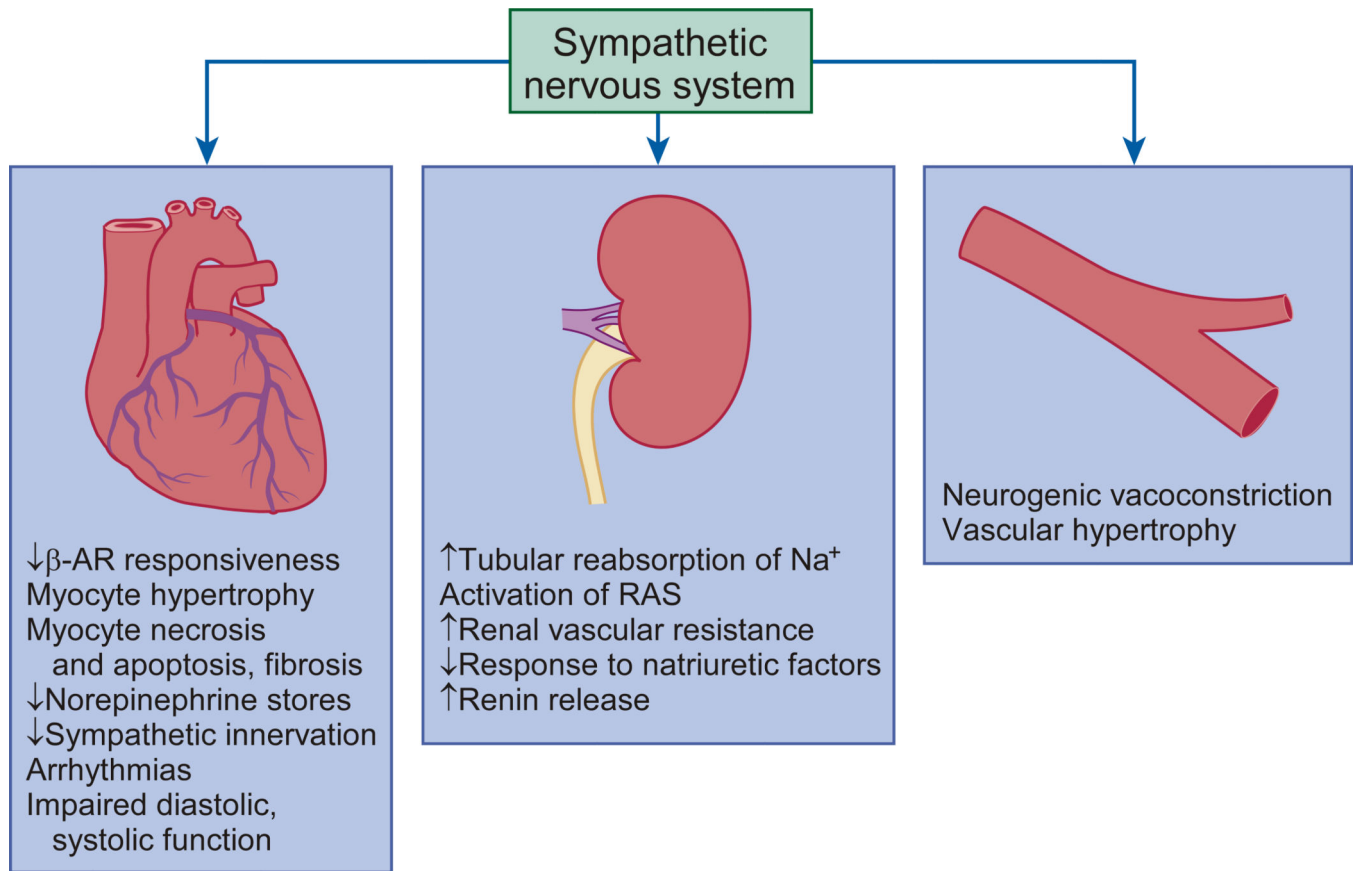 Sympathetic
nervous system
↓β-AR responsiveness
Myocyte hypertrophy
Myocyte necrosis
and apoptosis, fibrosis
↓Norepinephrine stores
↓Sympathetic innervation
Arrhythmias
Impaired diastolic,
systolic function
↑Tubular reabsorption of Na⁺
Activation of RAS
↑Renal vascular resistance
↓Response to natriuretic factors
↑Renin release
Neurogenic vacoconstriction
Vascular hypertrophy